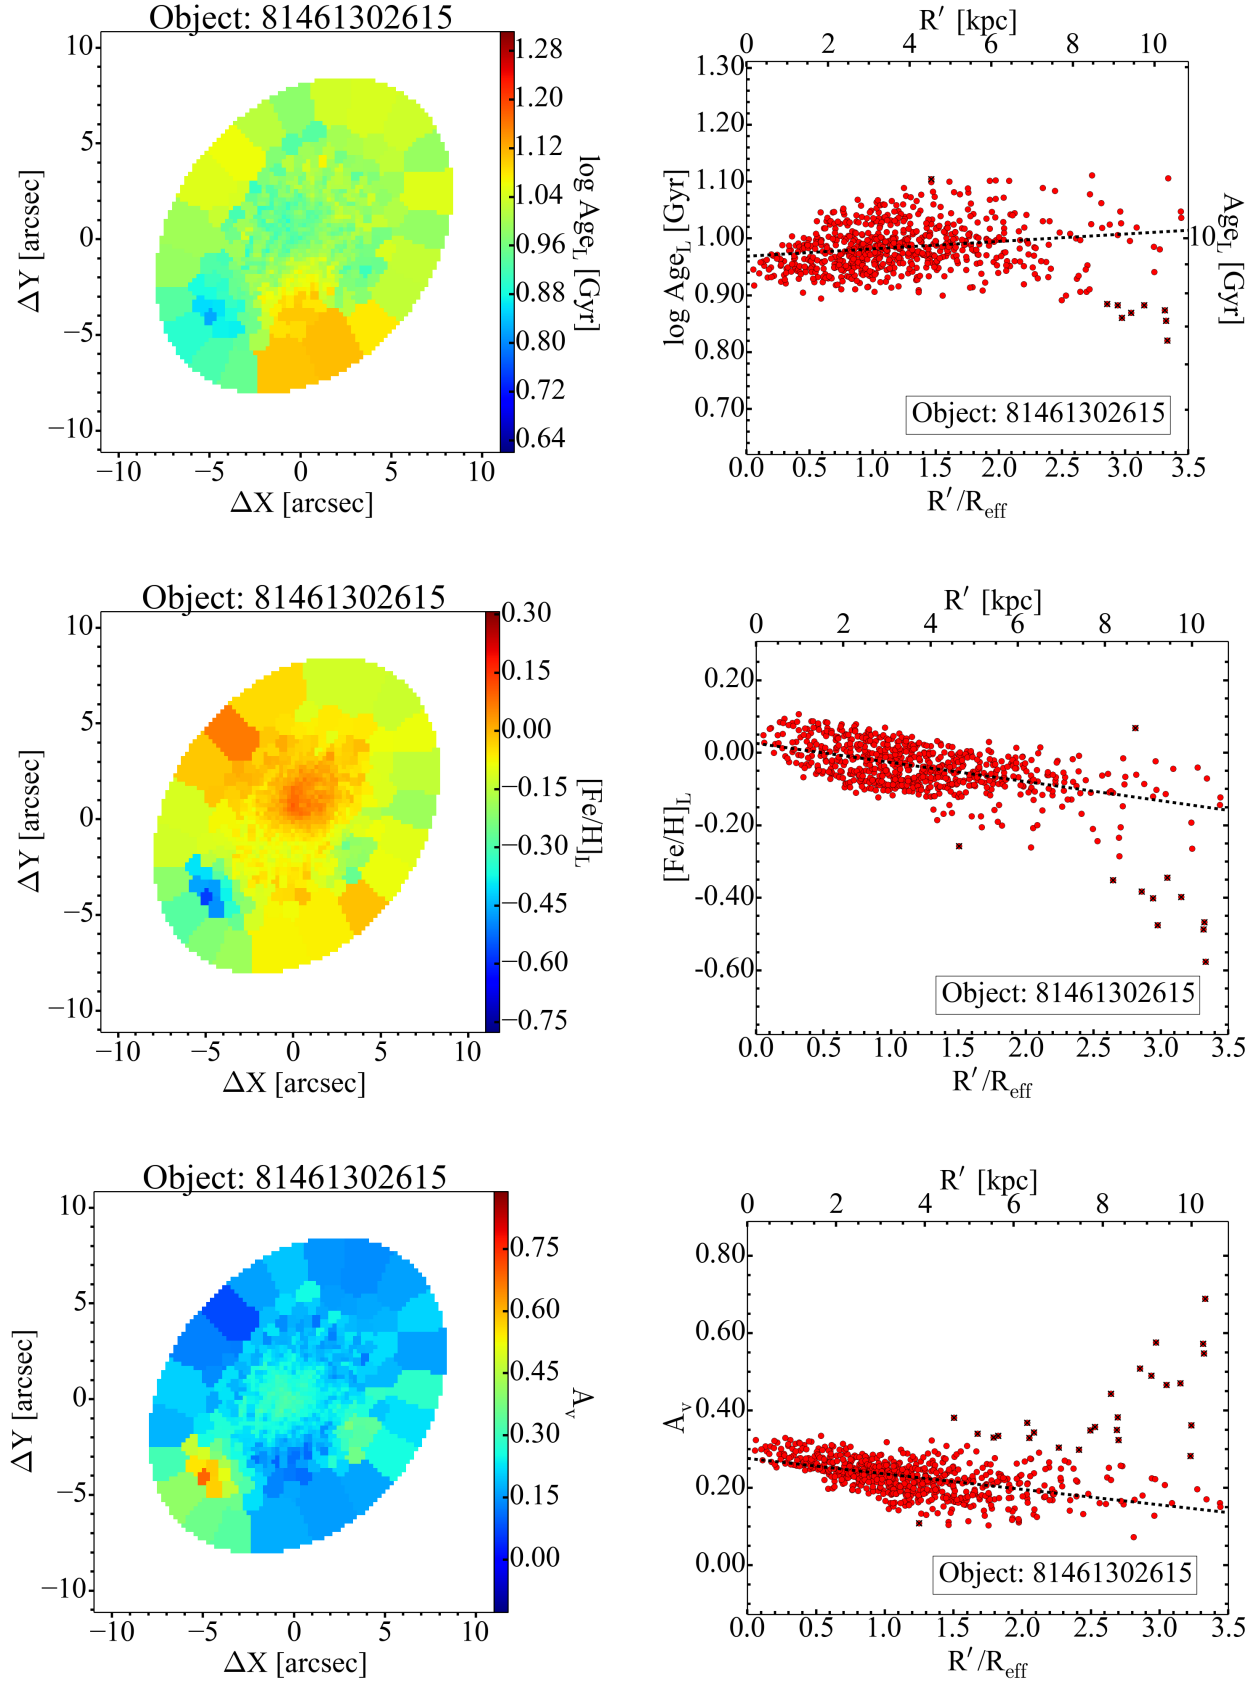 Object: 81461302615
10
5
0
−5
−10
ΔY [arcsec]
−10 −5 0 5 10
ΔX [arcsec]
1.28
1.20
1.12
1.04
0.96
0.88
0.80
0.72
0.64
log Age_L [Gyr]
R′ [kpc]
0 2 4 6 8 10
1.30
1.20
1.10
1.00
0.90
0.80
0.70
log Age_L [Gyr]
10
Age_L [Gyr]
Object: 81461302615
0.0 0.5 1.0 1.5 2.0 2.5 3.0 3.5
R′/R_eff
Object: 81461302615
10
5
0
−5
−10
ΔY [arcsec]
−10 −5 0 5 10
ΔX [arcsec]
0.30
0.15
0.00
−0.15
−0.30
−0.45
−0.60
−0.75
[Fe/H]_L
R′ [kpc]
0 2 4 6 8 10
0.20
0.00
-0.20
-0.40
-0.60
[Fe/H]_L
Object: 81461302615
0.0 0.5 1.0 1.5 2.0 2.5 3.0 3.5
R′/R_eff
Object: 81461302615
10
5
0
−5
−10
ΔY [arcsec]
−10 −5 0 5 10
ΔX [arcsec]
0.75
0.60
0.45
0.30
0.15
0.00
A_v
R′ [kpc]
0 2 4 6 8 10
0.80
0.60
0.40
0.20
0.00
A_v
Object: 81461302615
0.0 0.5 1.0 1.5 2.0 2.5 3.0 3.5
R′/R_eff